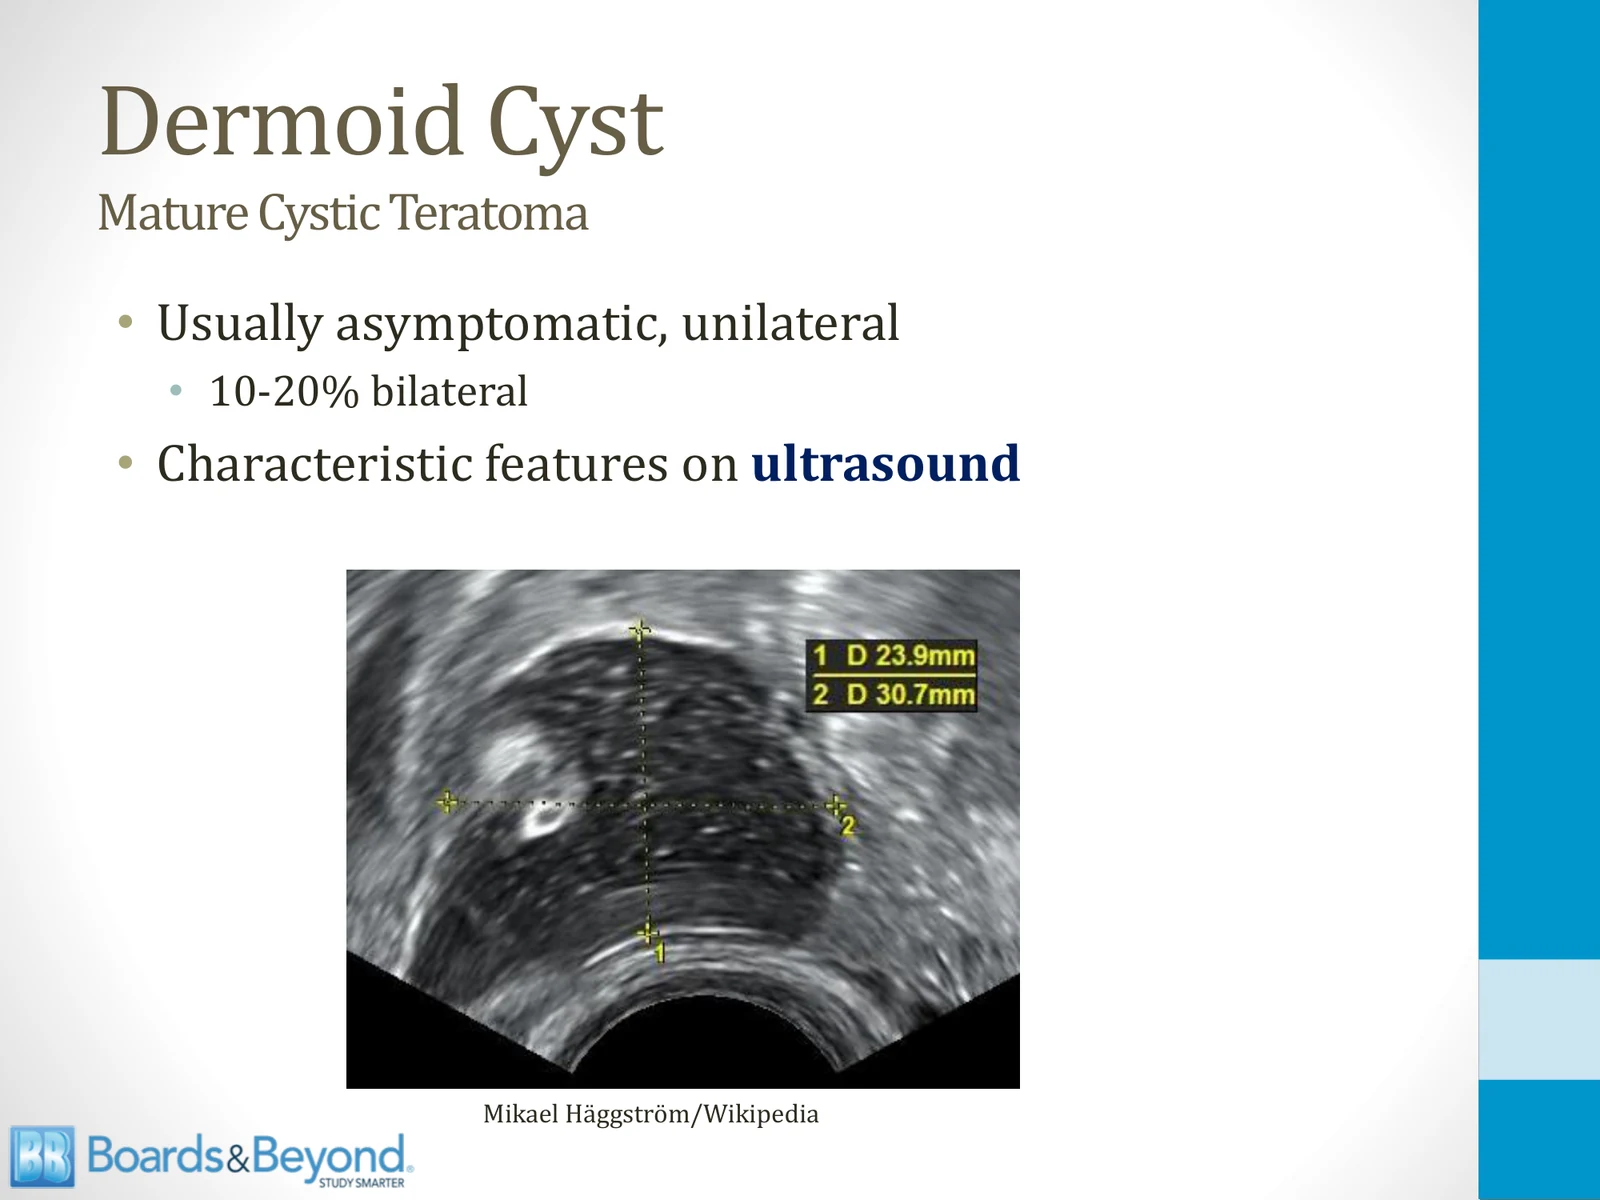 Dermoid Cyst
Mature Cystic Teratoma
• Usually asymptomatic, unilateral
• 10-20% bilateral
• Characteristic features on ultrasound
1 D 23.9mm
2 D 30.7mm
2
1
Mikael Häggström/Wikipedia
BB Boards&Beyond®
STUDY SMARTER